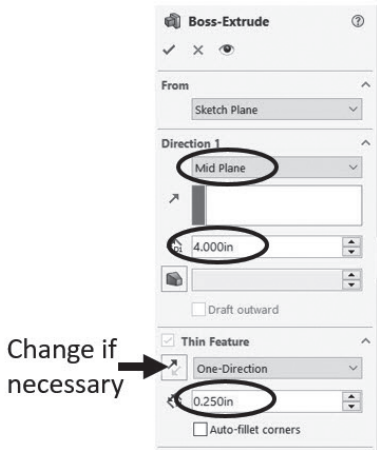 Boss-Extrude
From
Sketch Plane
Direction 1
Mid Plane
4.000in
Draft outward
Thin Feature
Change if
necessary
One-Direction
0.250in
Auto-fillet corners